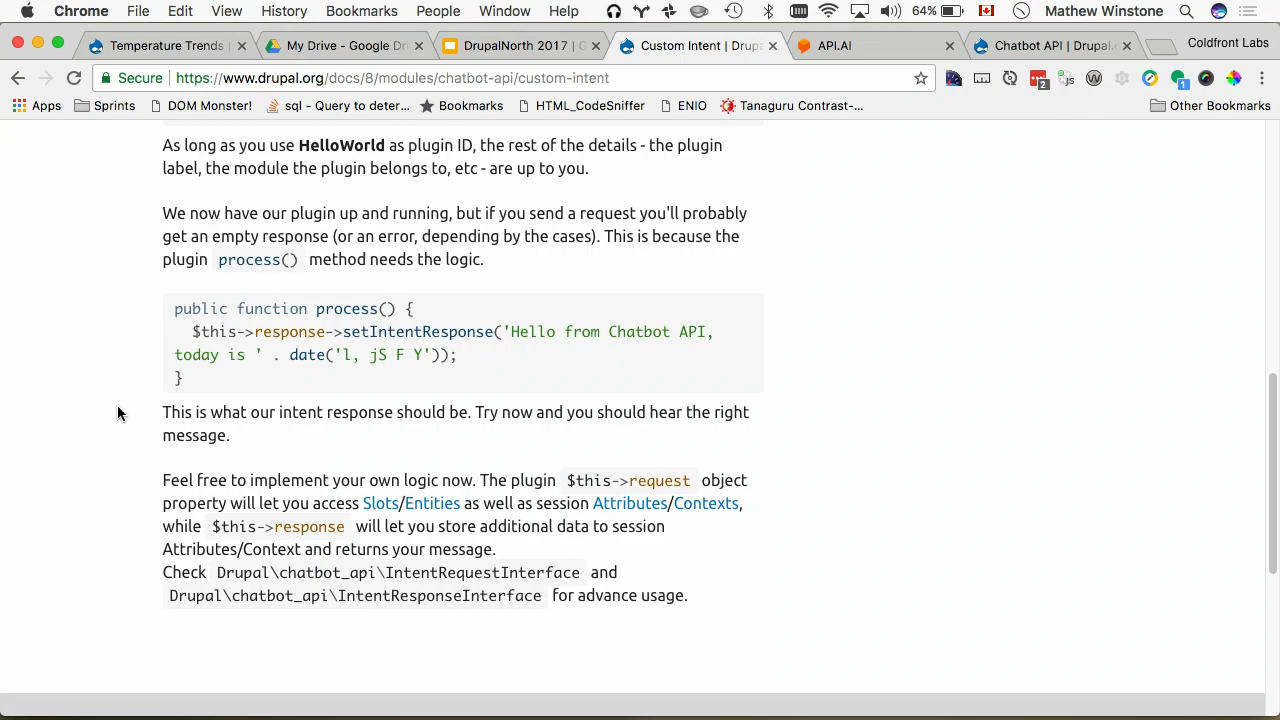 Chrome File Edit View History Bookmarks People Window Help 64% Mathew Winstone
Temperature Trends | My Drive - Google Dri DrupalNorth 2017 | G Custom Intent | Drupa API.AI Chatbot API | Drupal.o Coldfront Labs
Secure https://www.drupal.org/docs/8/modules/chatbot-api/custom-intent
Apps Sprints DOM Monster! sql - Query to deter... Bookmarks HTML_CodeSniffer ENIO Tanaguru Contrast-... Other Bookmarks
As long as you use HelloWorld as plugin ID, the rest of the details - the plugin
label, the module the plugin belongs to, etc - are up to you.
We now have our plugin up and running, but if you send a request you'll probably
get an empty response (or an error, depending by the cases). This is because the
plugin process() method needs the logic.
public function process() {
$this->response->setIntentResponse('Hello from Chatbot API,
today is ' . date('l, jS F Y'));
}
This is what our intent response should be. Try now and you should hear the right
message.
Feel free to implement your own logic now. The plugin $this->request object
property will let you access Slots/Entities as well as session Attributes/Contexts,
while $this->response will let you store additional data to session
Attributes/Context and returns your message.
Check Drupal\chatbot_api\IntentRequestInterface and
Drupal\chatbot_api\IntentResponseInterface for advance usage.